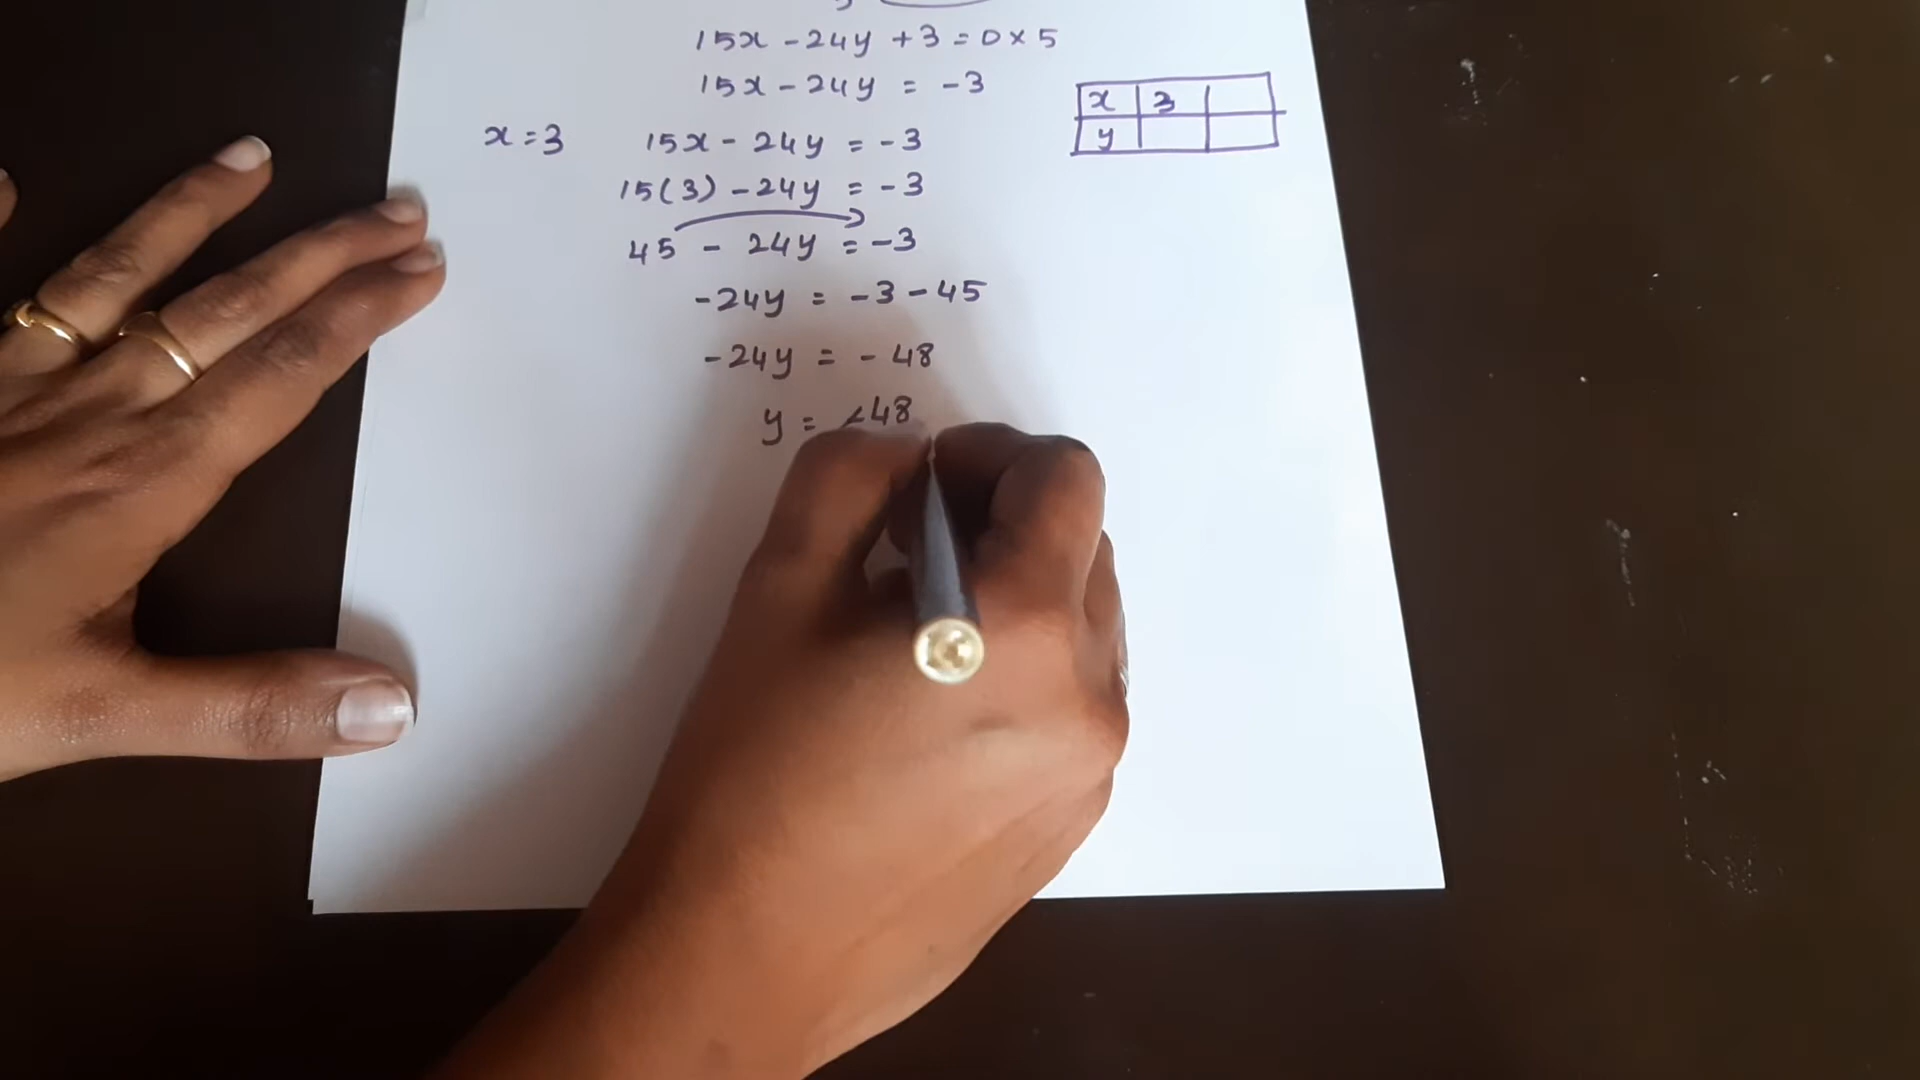 15x - 24y + 3 = 0 × 5
15x - 24y = -3
x = 3
15x - 24y = -3
15(3) - 24y = -3
45 - 24y = -3
-24y = -3 - 45
-24y = - 48
y = -48
x 3
y